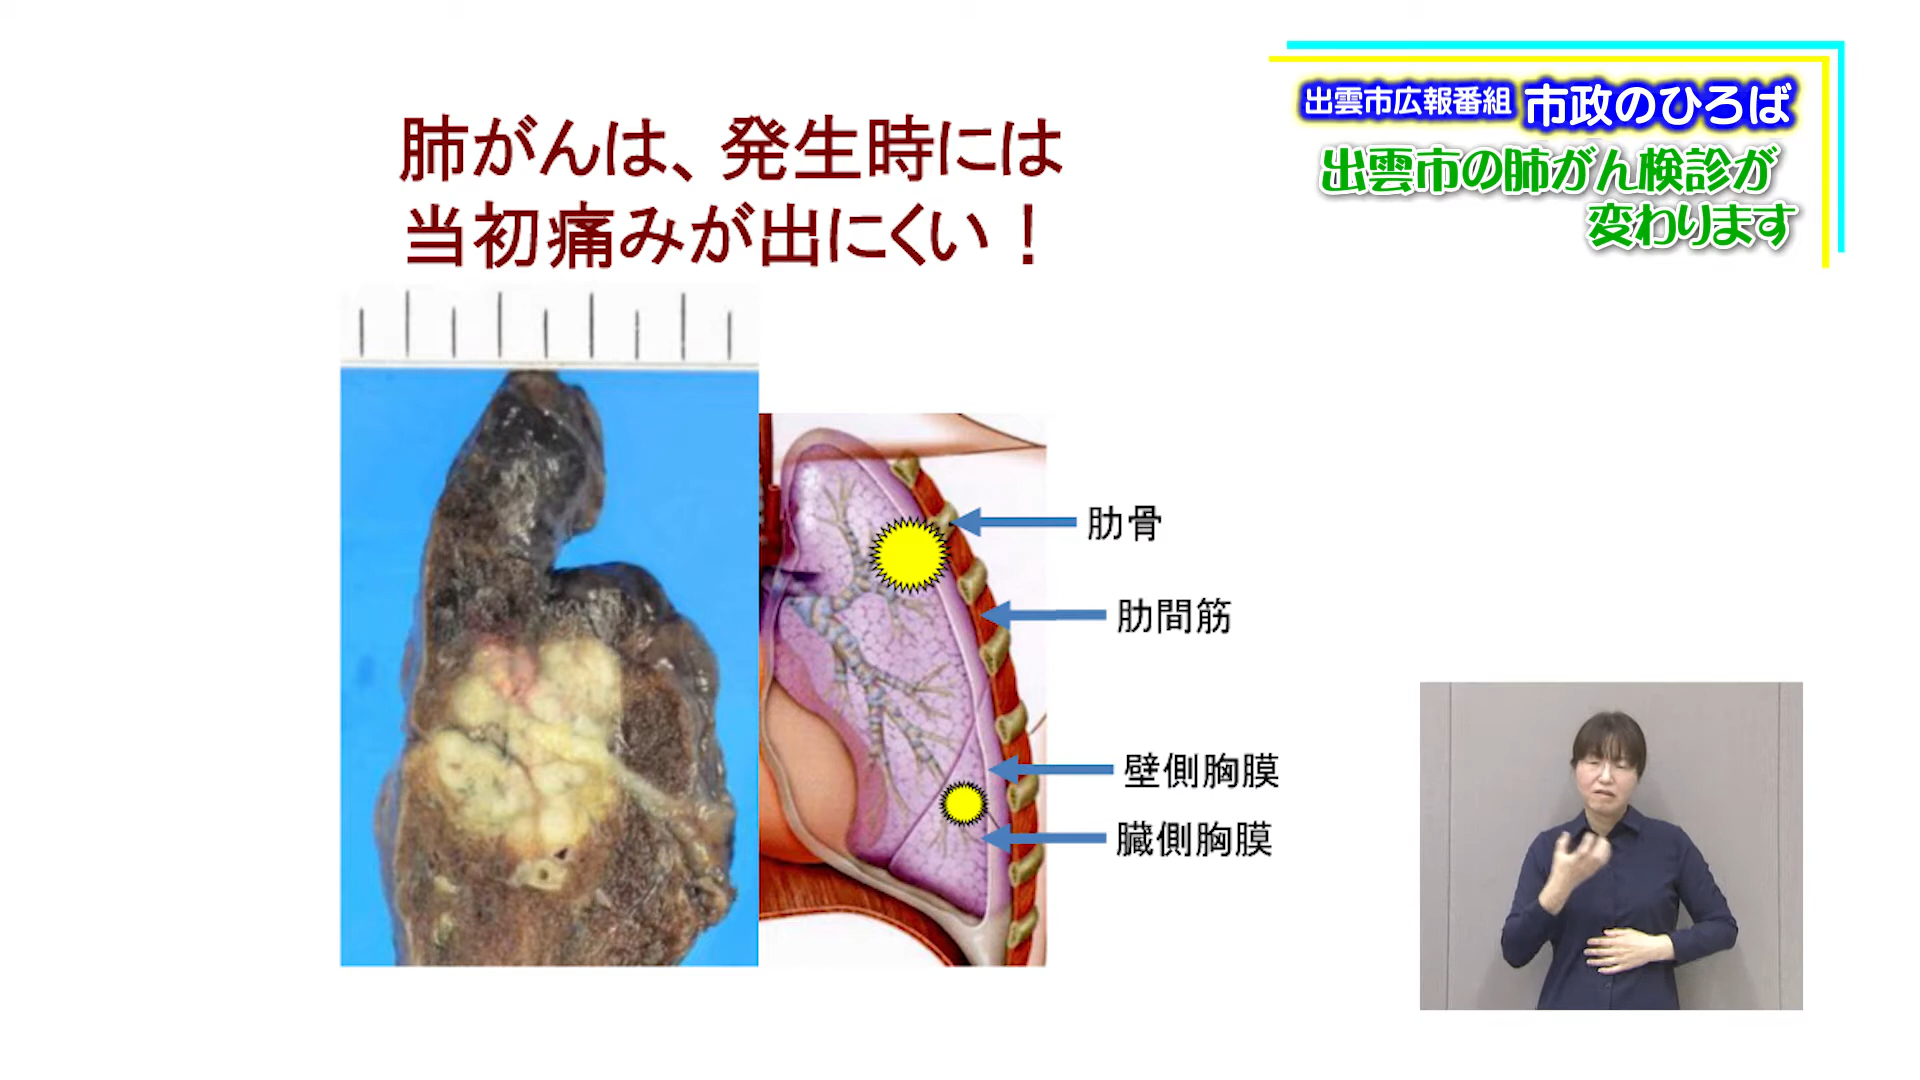 出雲市広報番組 市政のひろば
出雲市の肺がん検診が
変わります
肺がんは、発生時には
当初痛みが出にくい！
肋骨
肋間筋
壁側胸膜
臓側胸膜